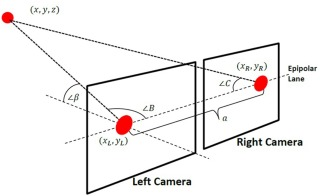 (x, y, z)
(x_R, y_R)
Epipolar
Lane
∠C
∠β
∠B
a
(x_L, y_L)
Right Camera
Left Camera